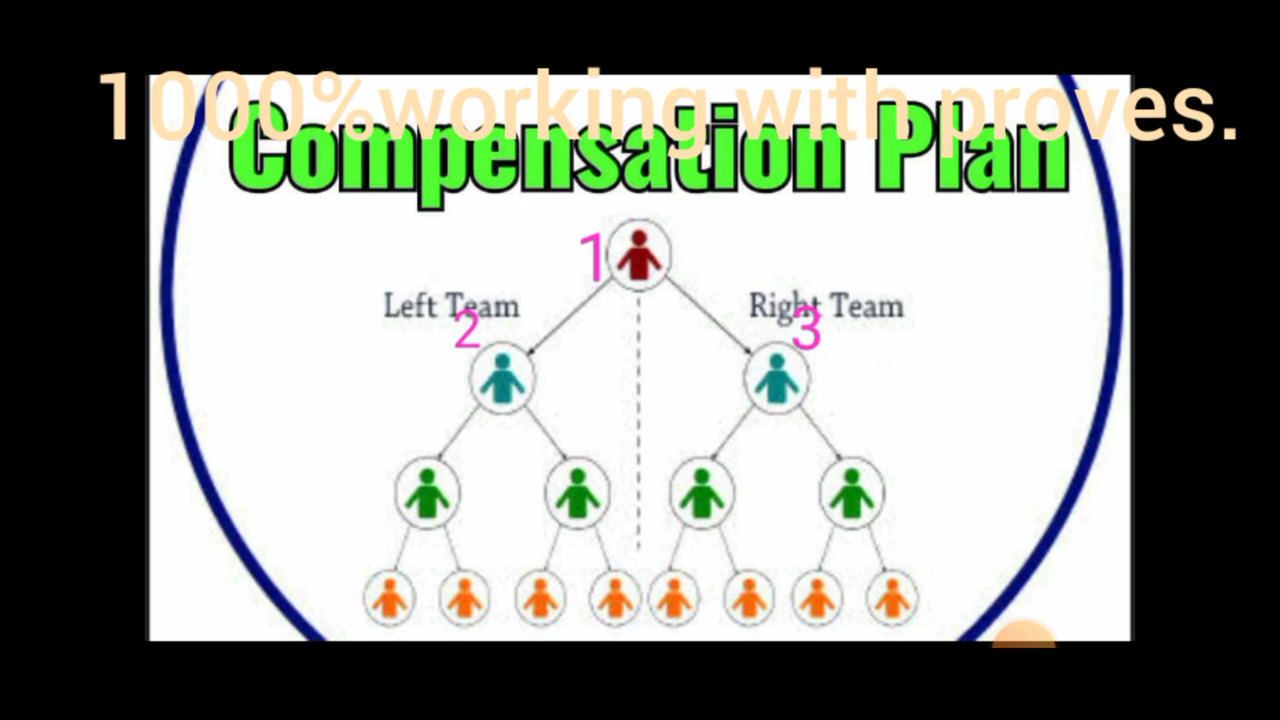 1000%working with proves.
Compensation Plan
1
Left Team
Right Team
2
3